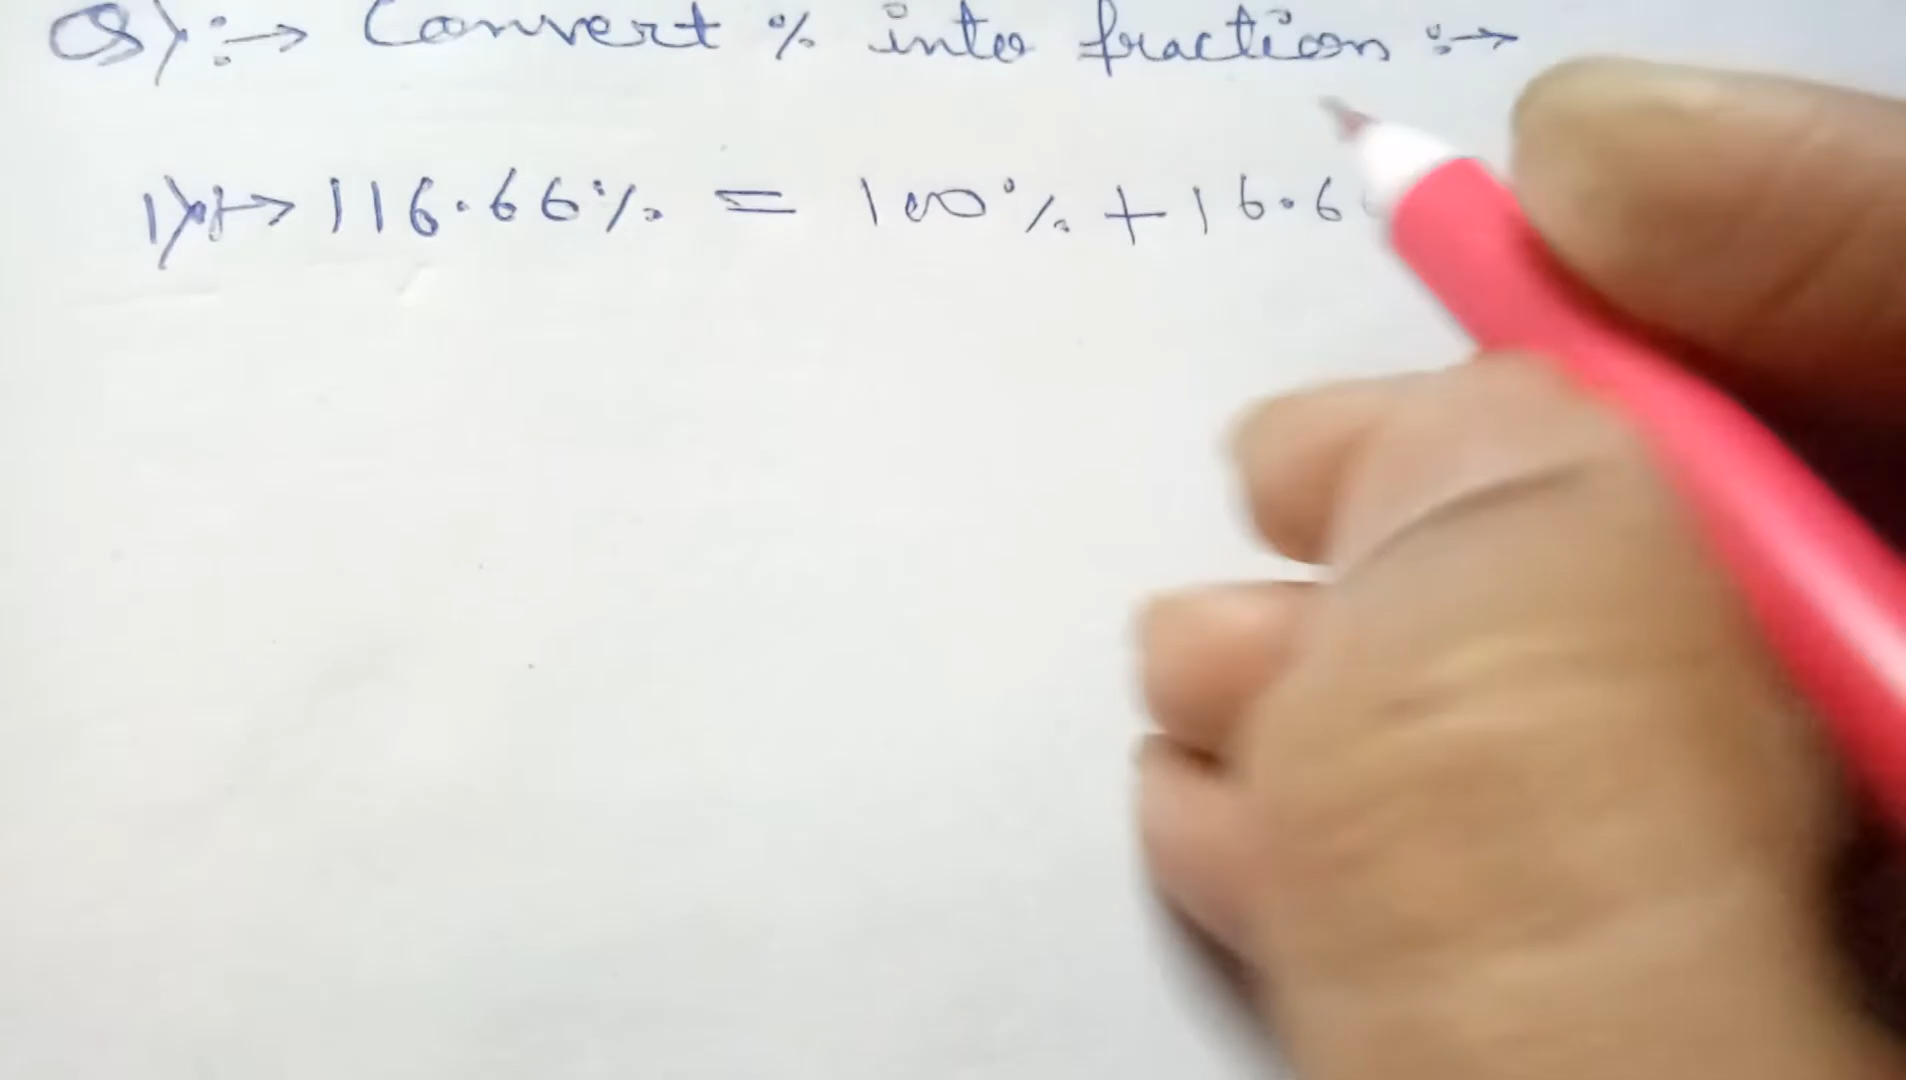 Q):→ Convert % into fraction :→
1):→ 116.66% = 100% + 16.6